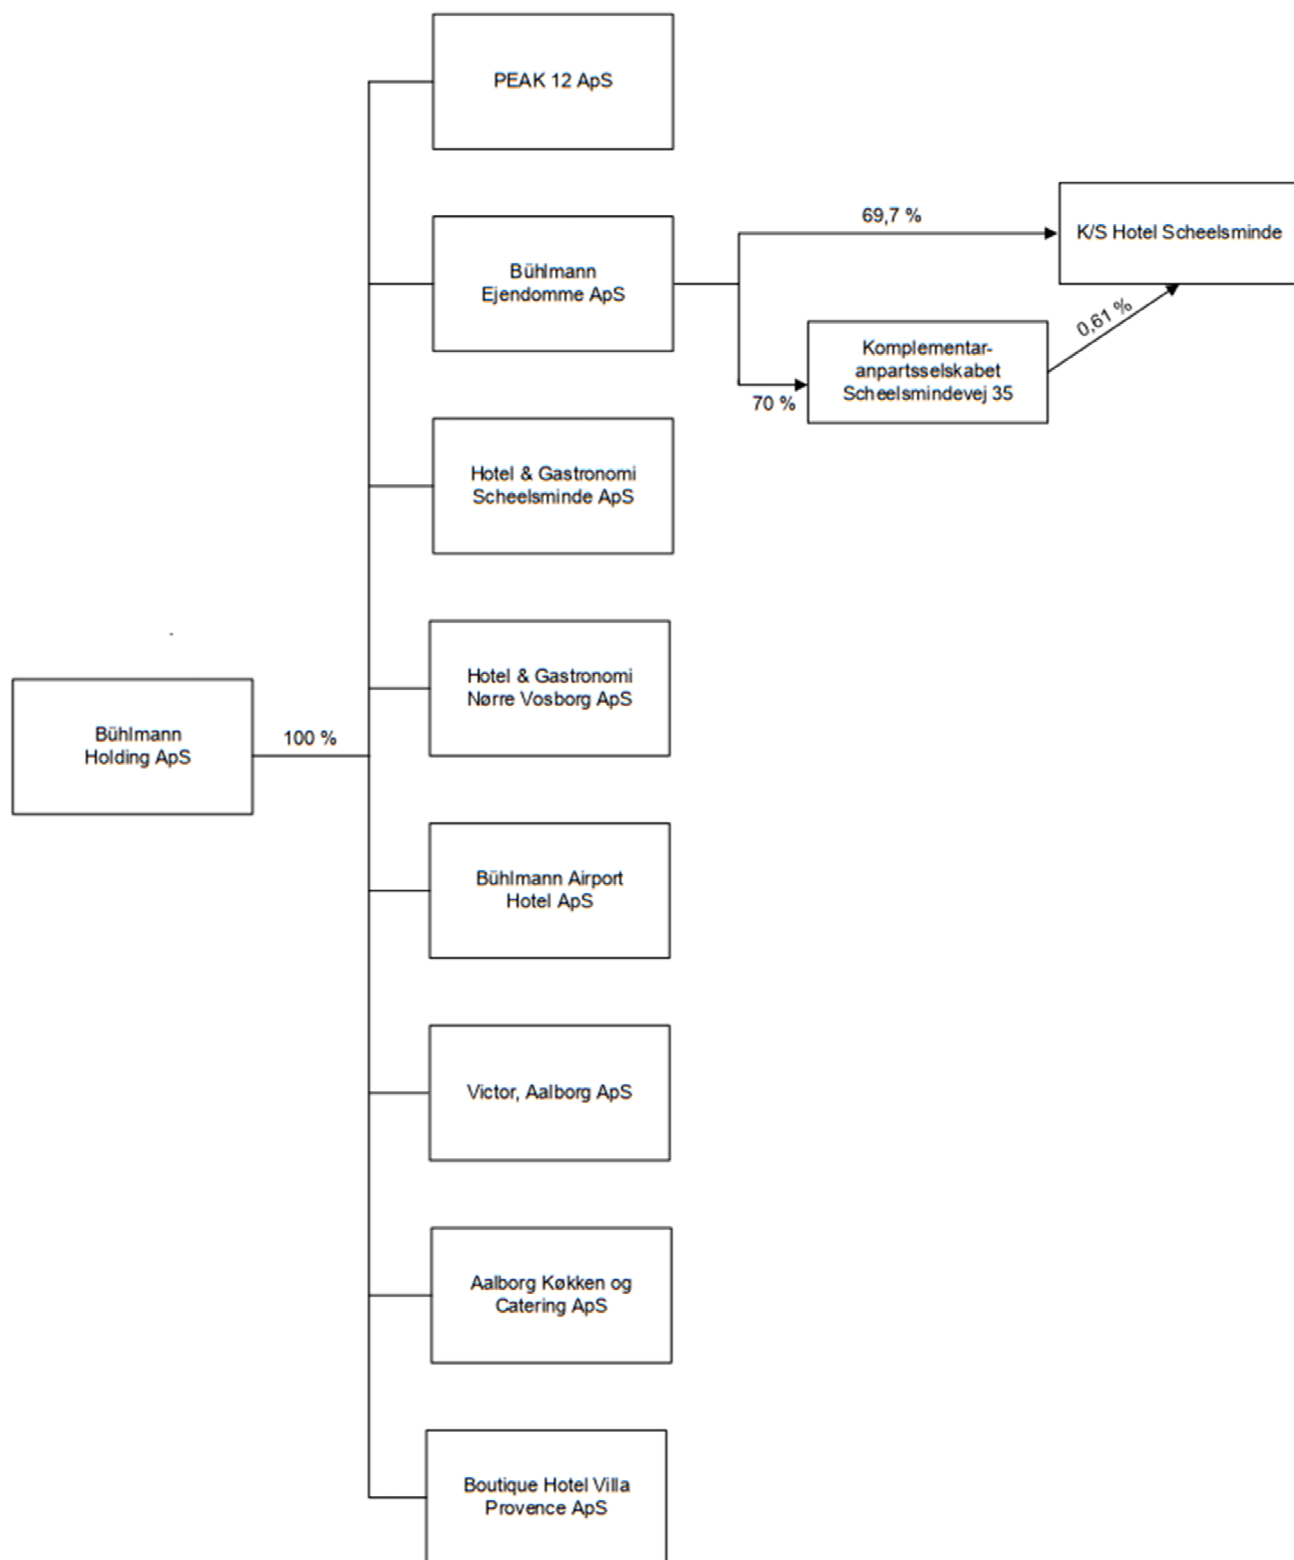 PEAK 12 ApS
Bühlmann
Ejendomme ApS
69,7 %
K/S Hotel Scheelsminde
70 %
Komplementar-
anpartsselskabet
Scheelsmindevej 35
0,61 %
Hotel & Gastronomi
Scheelsminde ApS
Hotel & Gastronomi
Nørre Vosborg ApS
Bühlmann
Holding ApS
100 %
Bühlmann Airport
Hotel ApS
Victor, Aalborg ApS
Aalborg Køkken og
Catering ApS
Boutique Hotel Villa
Provence ApS